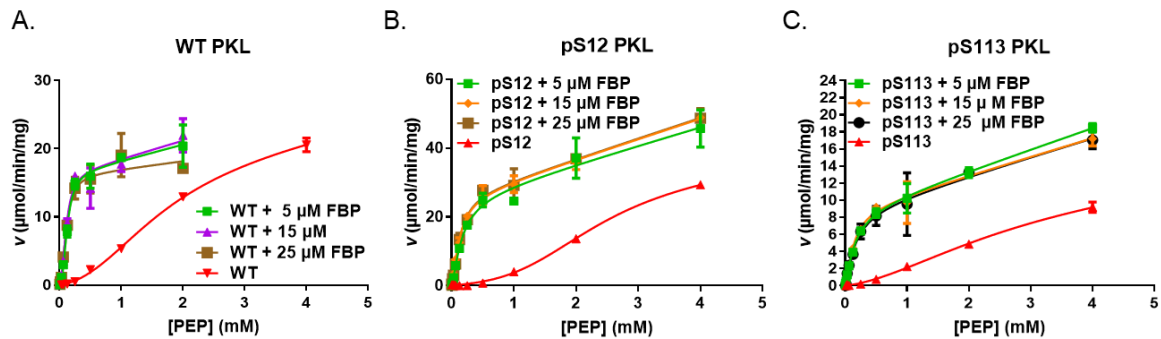 A.
WT PKL
v (µmol/min/mg)
30
20
10
0
WT + 5 µM FBP
WT + 15 µM
WT + 25 µM FBP
WT
0 1 2 3 4 5
[PEP] (mM)
B.
pS12 PKL
v (µmol/min/mg)
60
40
20
0
pS12 + 5 µM FBP
pS12 + 15 µM FBP
pS12 + 25 µM FBP
pS12
0 1 2 3 4 5
[PEP] (mM)
C.
pS113 PKL
v (µmol/min/mg)
24
22
20
18
16
14
12
10
8
6
4
2
0
pS113 + 5 µM FBP
pS113 + 15 µ M FBP
pS113 + 25 µM FBP
pS113
0 1 2 3 4 5
[PEP] (mM)